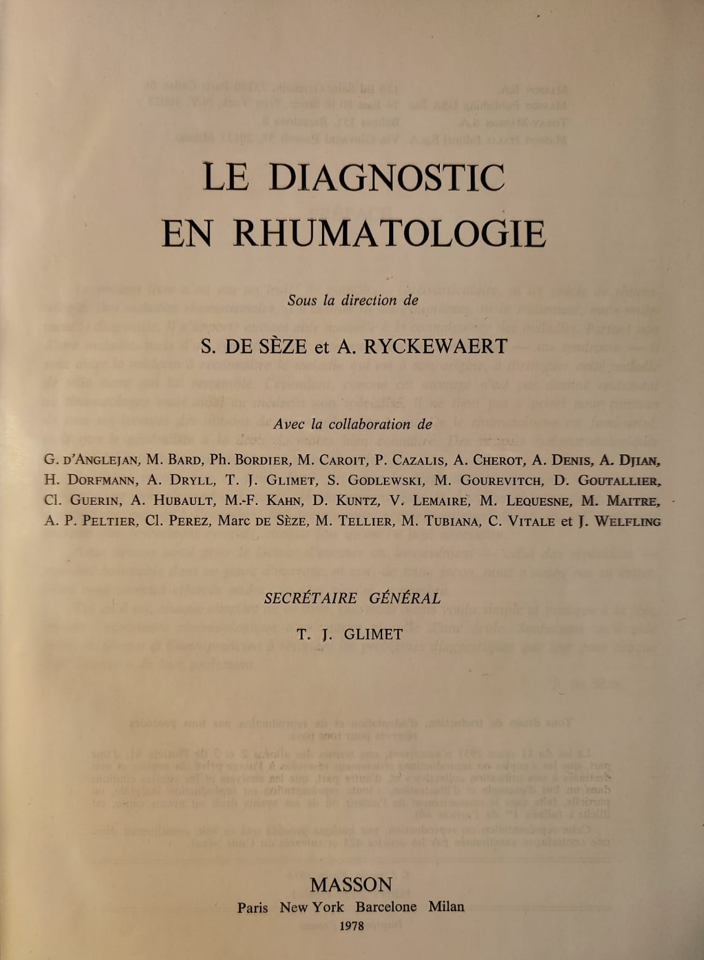 LE DIAGNOSTIC
EN RHUMATOLOGIE
Sous la direction de
S. DE SÈZE et A. RYCKEWAERT
Avec la collaboration de
G. D'ANGLEJAN, M. BARD, Ph. BORDIER, M. CAROIT, P. CAZALIS, A. CHEROT, A. DENIS, A. DJIAN,
H. DORFMANN, A. DRYLL, T. J. GLIMET, S. GODLEWSKI, M. GOUREVITCH, D. GOUTALLIER,
Cl. GUERIN, A. HUBAULT, M.-F. KAHN, D. KUNTZ, V. LEMAIRE, M. LEQUESNE, M. MAITRE,
A. P. PELTIER, Cl. PEREZ, Marc DE SÈZE, M. TELLIER, M. TUBIANA, C. VITALE et J. WELFLING
SECRÉTAIRE GÉNÉRAL
T. J. GLIMET
MASSON
Paris New York Barcelone Milan
1978